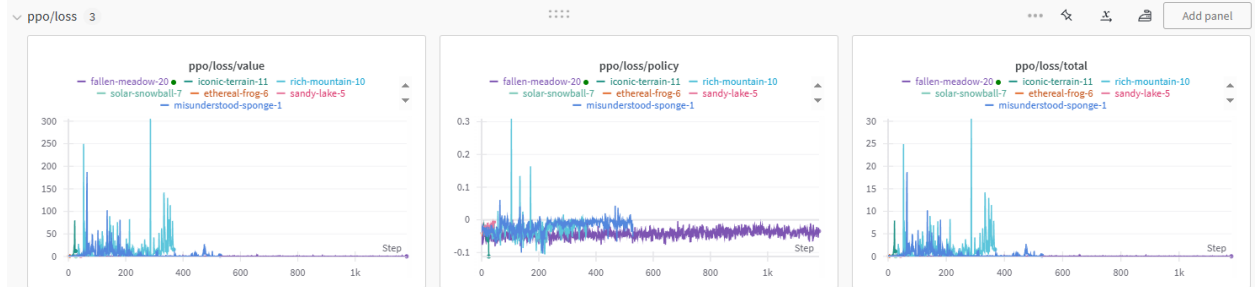 ppo/loss 3
Add panel
ppo/loss/value
fallen-meadow-20 iconic-terrain-11 rich-mountain-10
solar-snowball-7 ethereal-frog-6 sandy-lake-5
misunderstood-sponge-1
300
250
200
150
100
50
0
Step
0 200 400 600 800 1k
ppo/loss/policy
fallen-meadow-20 iconic-terrain-11 rich-mountain-10
solar-snowball-7 ethereal-frog-6 sandy-lake-5
misunderstood-sponge-1
0.3
0.2
0.1
0
-0.1
Step
0 200 400 600 800 1k
ppo/loss/total
fallen-meadow-20 iconic-terrain-11 rich-mountain-10
solar-snowball-7 ethereal-frog-6 sandy-lake-5
misunderstood-sponge-1
30
25
20
15
10
5
0
Step
0 200 400 600 800 1k